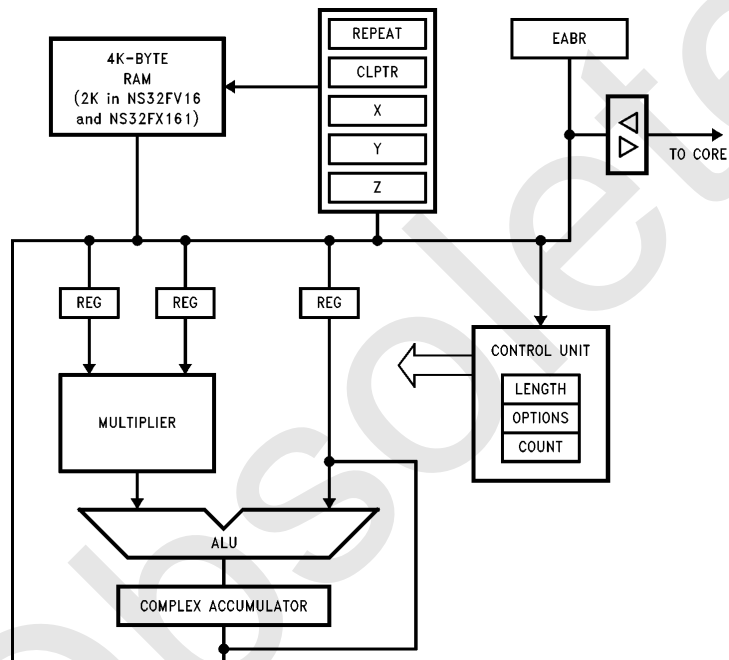 4K-BYTE
RAM
(2K in NS32FV16
and NS32FX161)
REPEAT
CLPTR
X
Y
Z
EABR
TO CORE
REG
REG
REG
MULTIPLIER
CONTROL UNIT
LENGTH
OPTIONS
COUNT
ALU
COMPLEX ACCUMULATOR
Obsolete